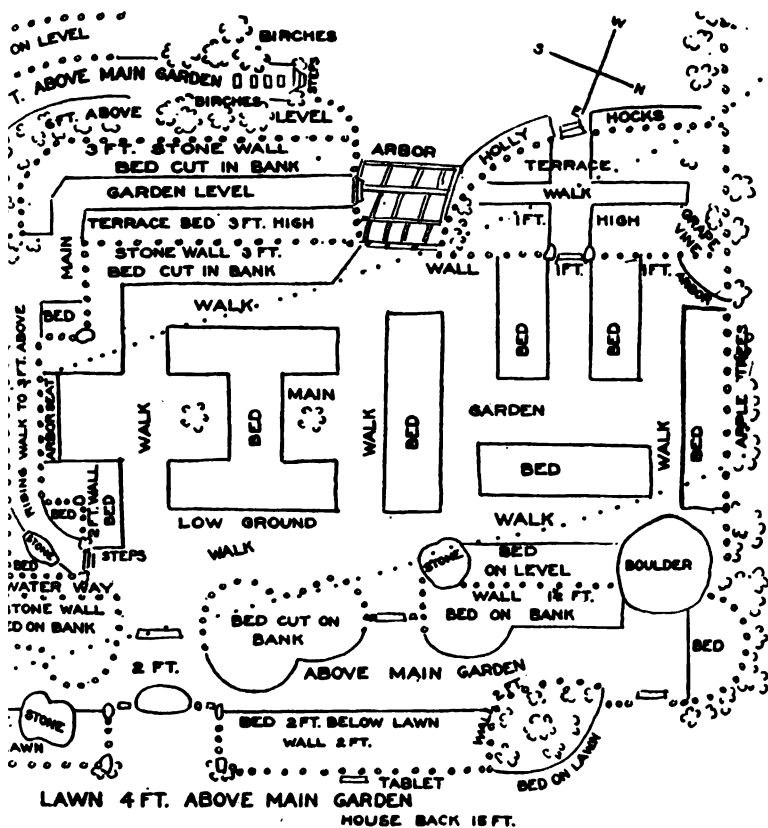 ON LEVEL
BIRCHES
T. ABOVE MAIN GARDEN
STEPS
BIRCHES
LEVEL
FT. ABOVE
3 FT. STONE WALL
BED CUT IN BANK
GARDEN LEVEL
TERRACE BED 3 FT. HIGH
STONE WALL 3 FT.
BED CUT IN BANK
MAIN
ARBOR
W
S
N
E
HOLLY
HOCKS
TERRACE
WALK
1 FT. HIGH
GRAPE
VINE
ARBOR
WALL
1 FT.
1 FT.
WALK
BED
BED
BED
RISING WALK TO 3 FT. ABOVE
ARBOR SEAT
WALK
BED
MAIN
WALK
BED
GARDEN
BED
WALK
BED
APPLE TREES
BED
2 FT. WALL
BED
LOW GROUND
WALK
WALK
STEPS
STONE
BED
STONE
BED
ON LEVEL
BOULDER
WATER WAY
STONE WALL
ED ON BANK
WALL 1½ FT.
BED ON BANK
BED CUT ON
BANK
BED
2 FT.
ABOVE MAIN GARDEN
STONE
AWN
BED 2 FT. BELOW LAWN
WALL 2 FT.
WALL
2 FT.
BED ON LAWN
TABLET
LAWN 4 FT. ABOVE MAIN GARDEN
HOUSE BACK 15 FT.